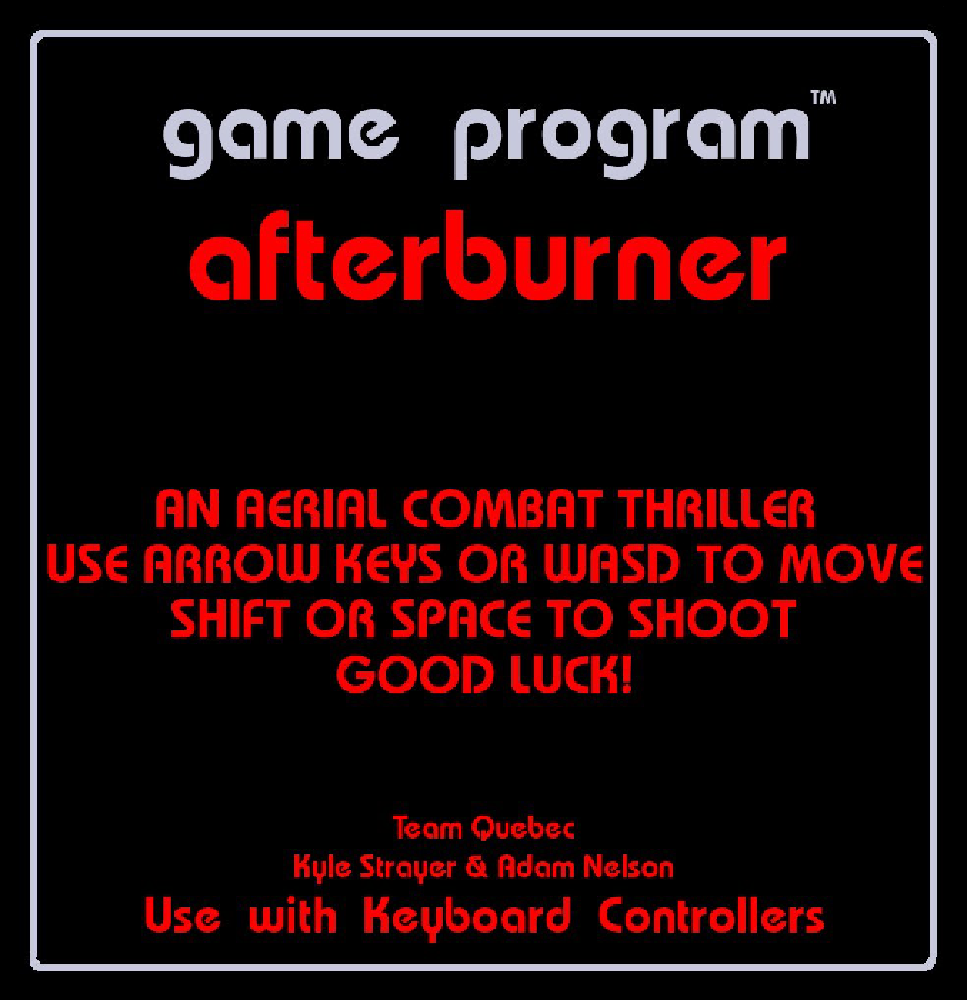 game program™
afterburner
AN AERIAL COMBAT THRILLER
USE ARROW KEYS OR WASD TO MOVE
SHIFT OR SPACE TO SHOOT
GOOD LUCK!
Team Quebec
Kyle Strayer & Adam Nelson
Use with Keyboard Controllers